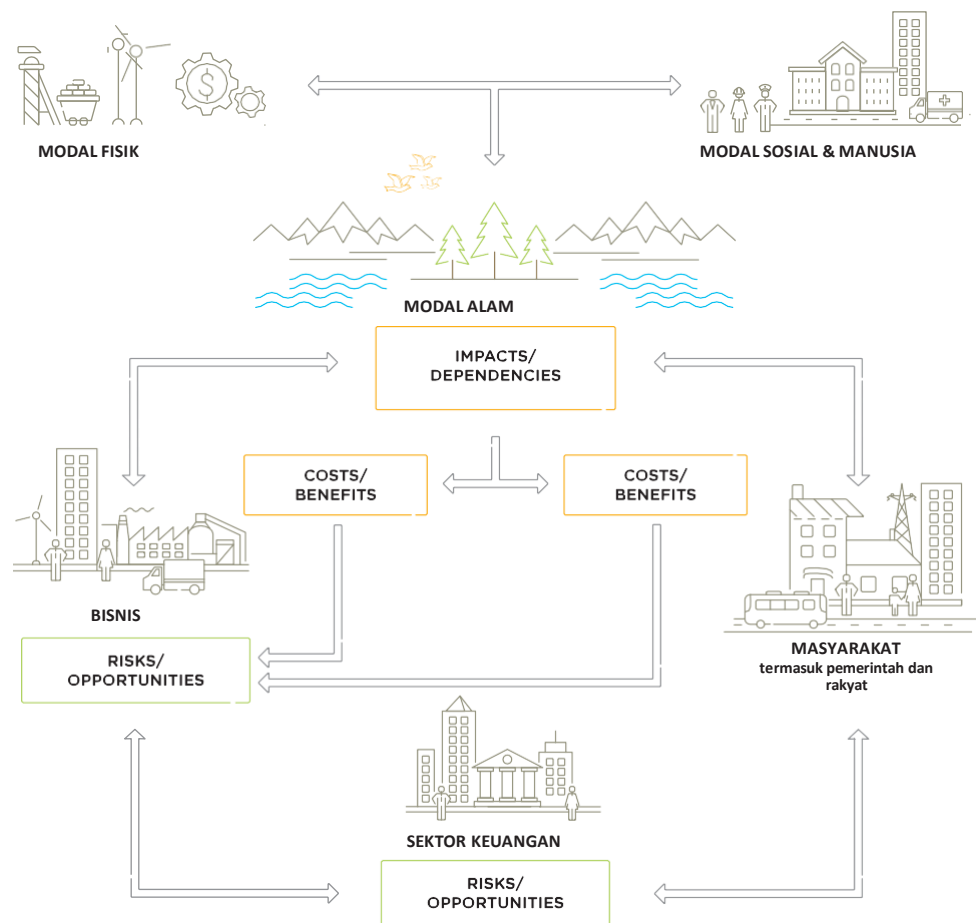 $
MODAL FISIK
MODAL SOSIAL & MANUSIA
MODAL ALAM
IMPACTS/
DEPENDENCIES
COSTS/
BENEFITS
COSTS/
BENEFITS
BISNIS
RISKS/
OPPORTUNITIES
MASYARAKAT
termasuk pemerintah dan
rakyat
SEKTOR KEUANGAN
RISKS/
OPPORTUNITIES